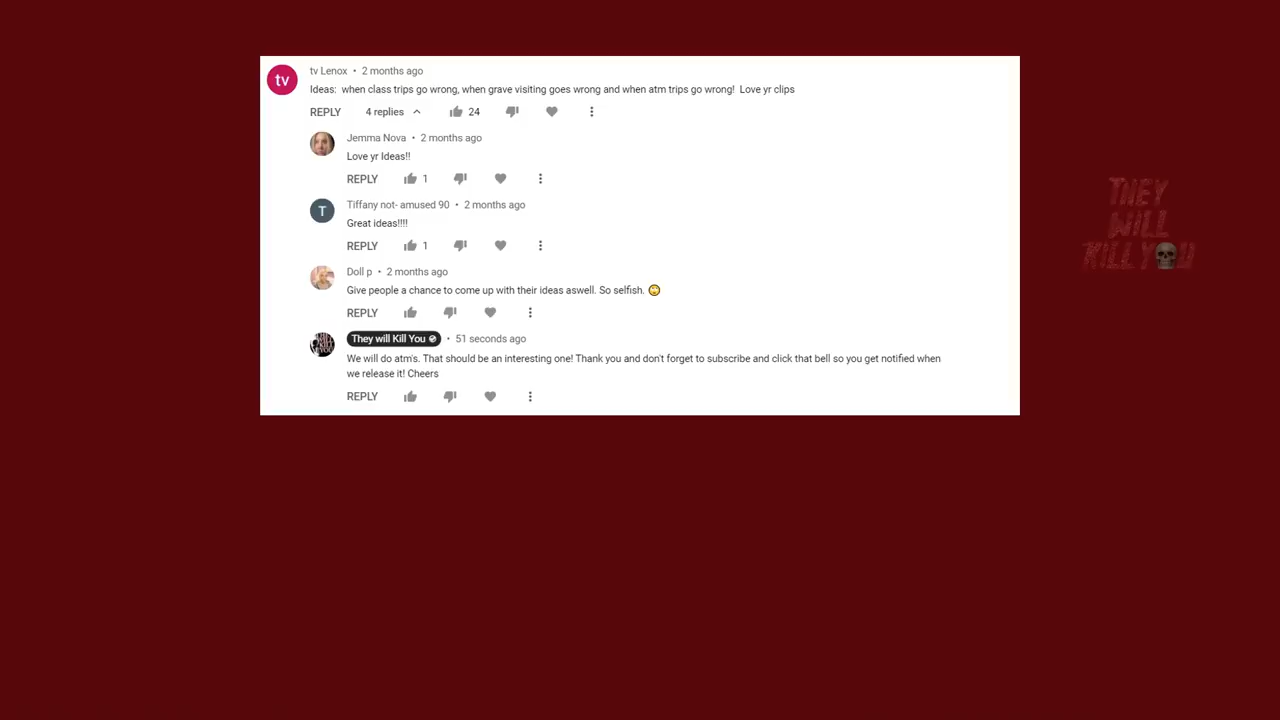 tv
tv Lenox • 2 months ago
Ideas:  when class trips go wrong, when grave visiting goes wrong and when atm trips go wrong!  Love yr clips
REPLY 4 replies 24
Jemma Nova • 2 months ago
Love yr Ideas!!
REPLY 1
T
Tiffany not- amused 90 • 2 months ago
Great ideas!!!!
REPLY 1
Doll p • 2 months ago
Give people a chance to come up with their ideas aswell. So selfish. 🙄
REPLY
They will Kill You • 51 seconds ago
We will do atm's. That should be an interesting one! Thank you and don't forget to subscribe and click that bell so you get notified when
we release it! Cheers
REPLY
THEY
WILL
KILL YOU